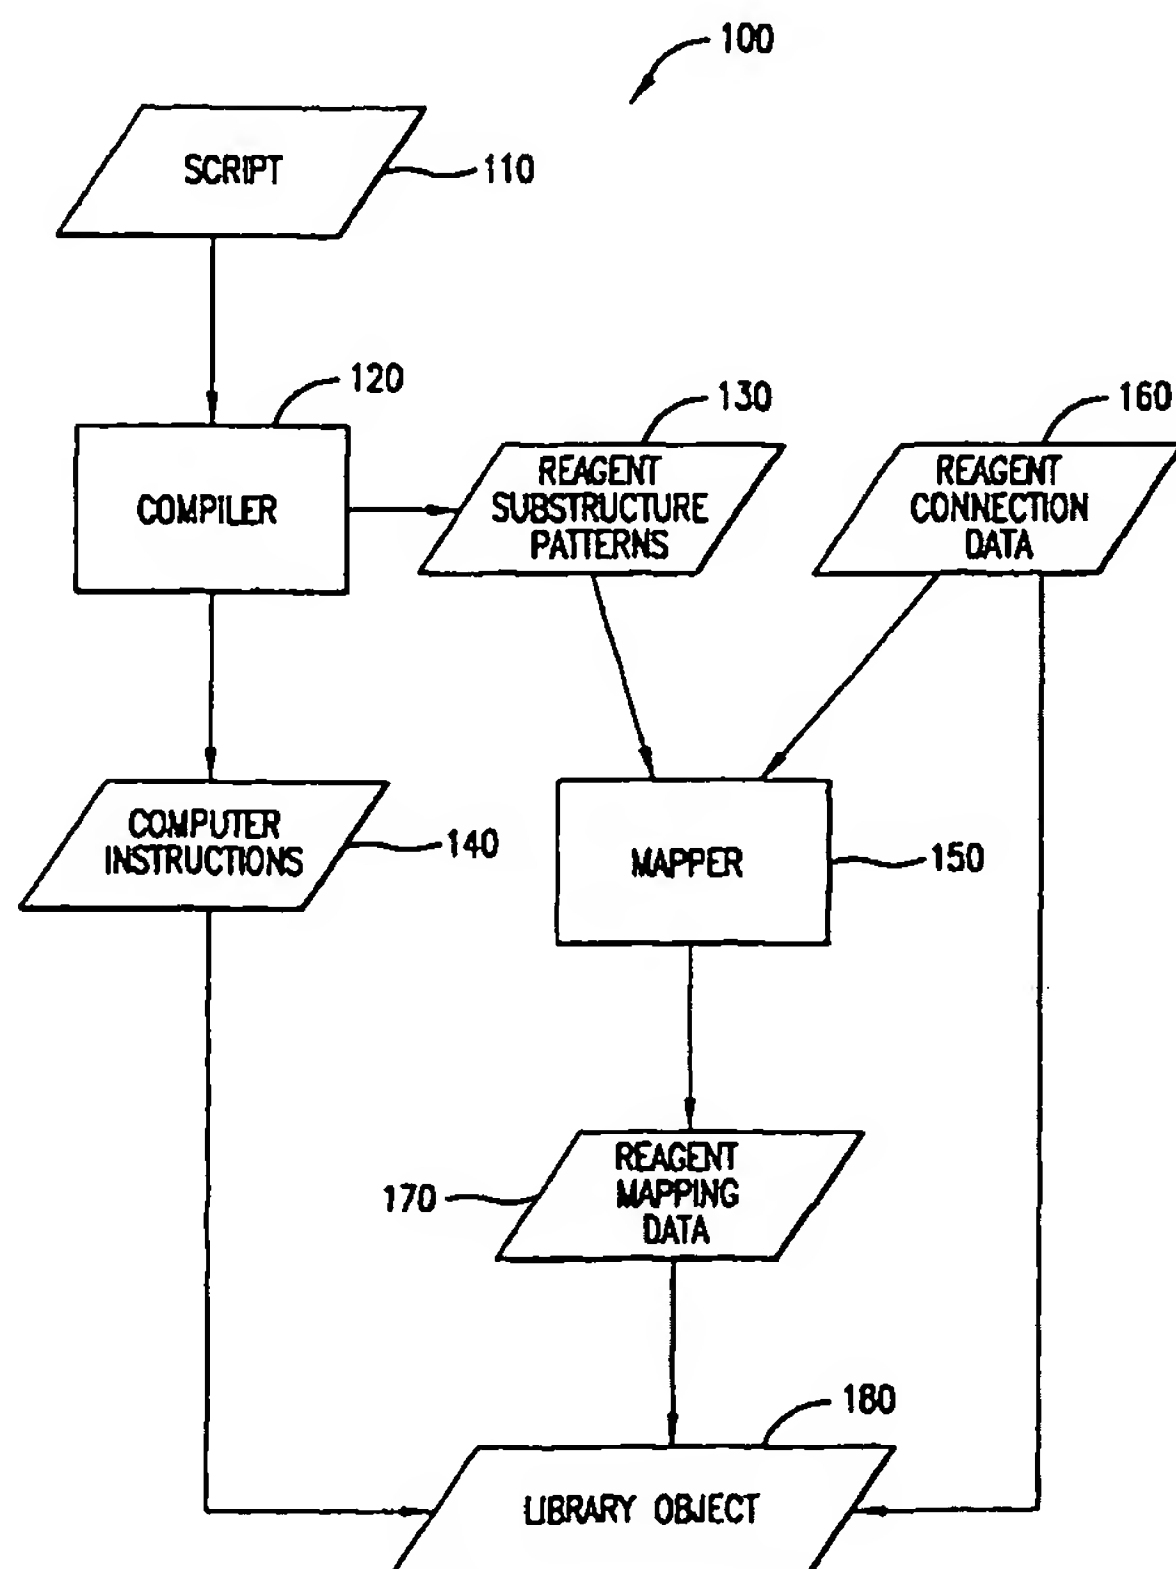 100
SCRIPT
110
120
130
160
COMPILER
REAGENT
SUBSTRUCTURE
PATTERNS
REAGENT
CONNECTION
DATA
COMPUTER
INSTRUCTIONS
140
MAPPER
150
170
REAGENT
MAPPING
DATA
180
LIBRARY OBJECT